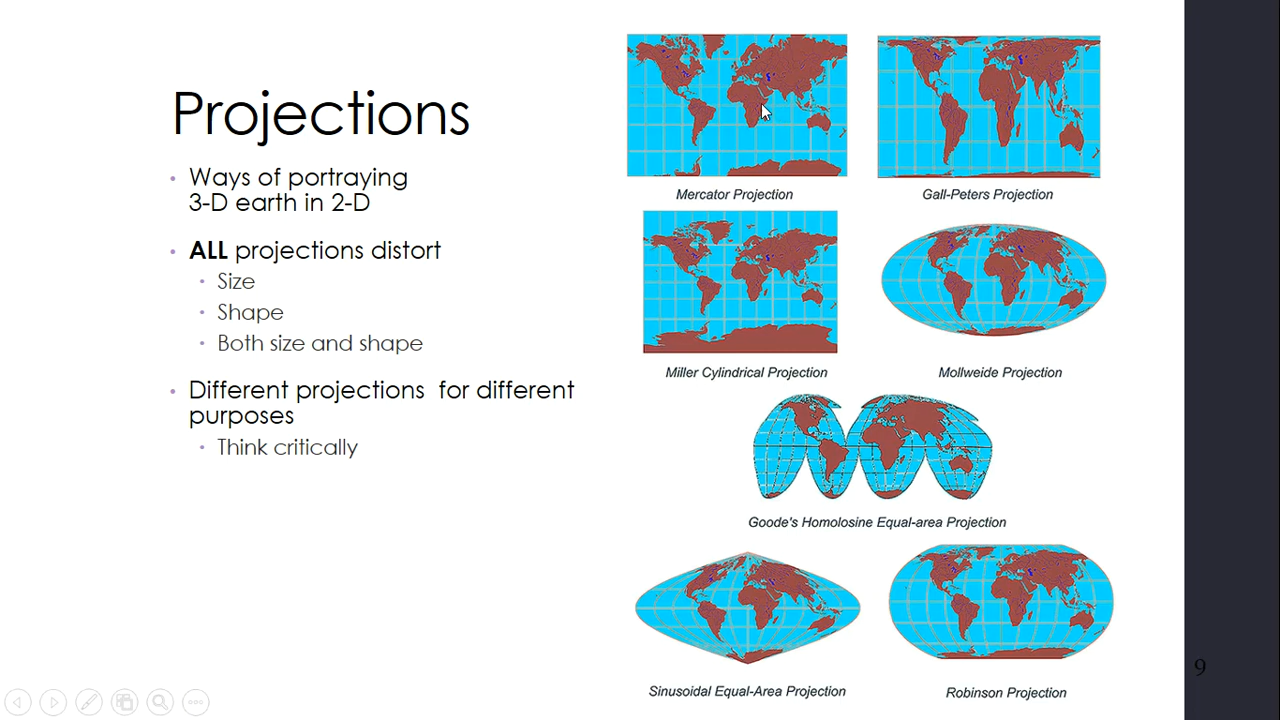 Projections
Ways of portraying
3-D earth in 2-D
ALL projections distort
Size
Shape
Both size and shape
Different projections  for different
purposes
Think critically
Mercator Projection
Gall-Peters Projection
Miller Cylindrical Projection
Mollweide Projection
Goode's Homolosine Equal-area Projection
Sinusoidal Equal-Area Projection
Robinson Projection
9